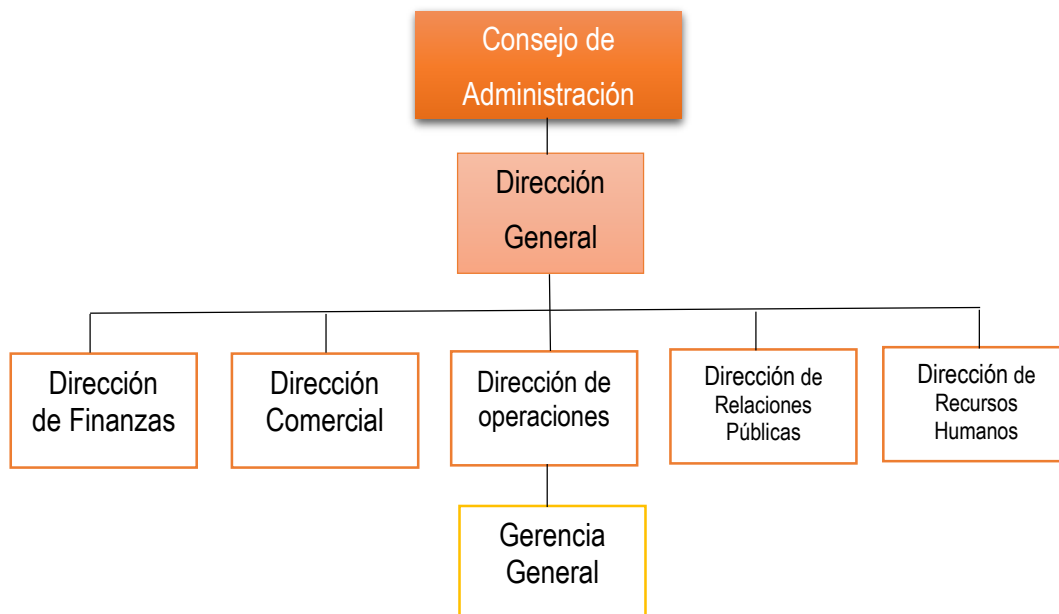 Consejo de
Administración
Dirección
General
Dirección
de Finanzas
Dirección
Comercial
Dirección de
operaciones
Dirección de
Relaciones
Públicas
Dirección de
Recursos
Humanos
Gerencia
General